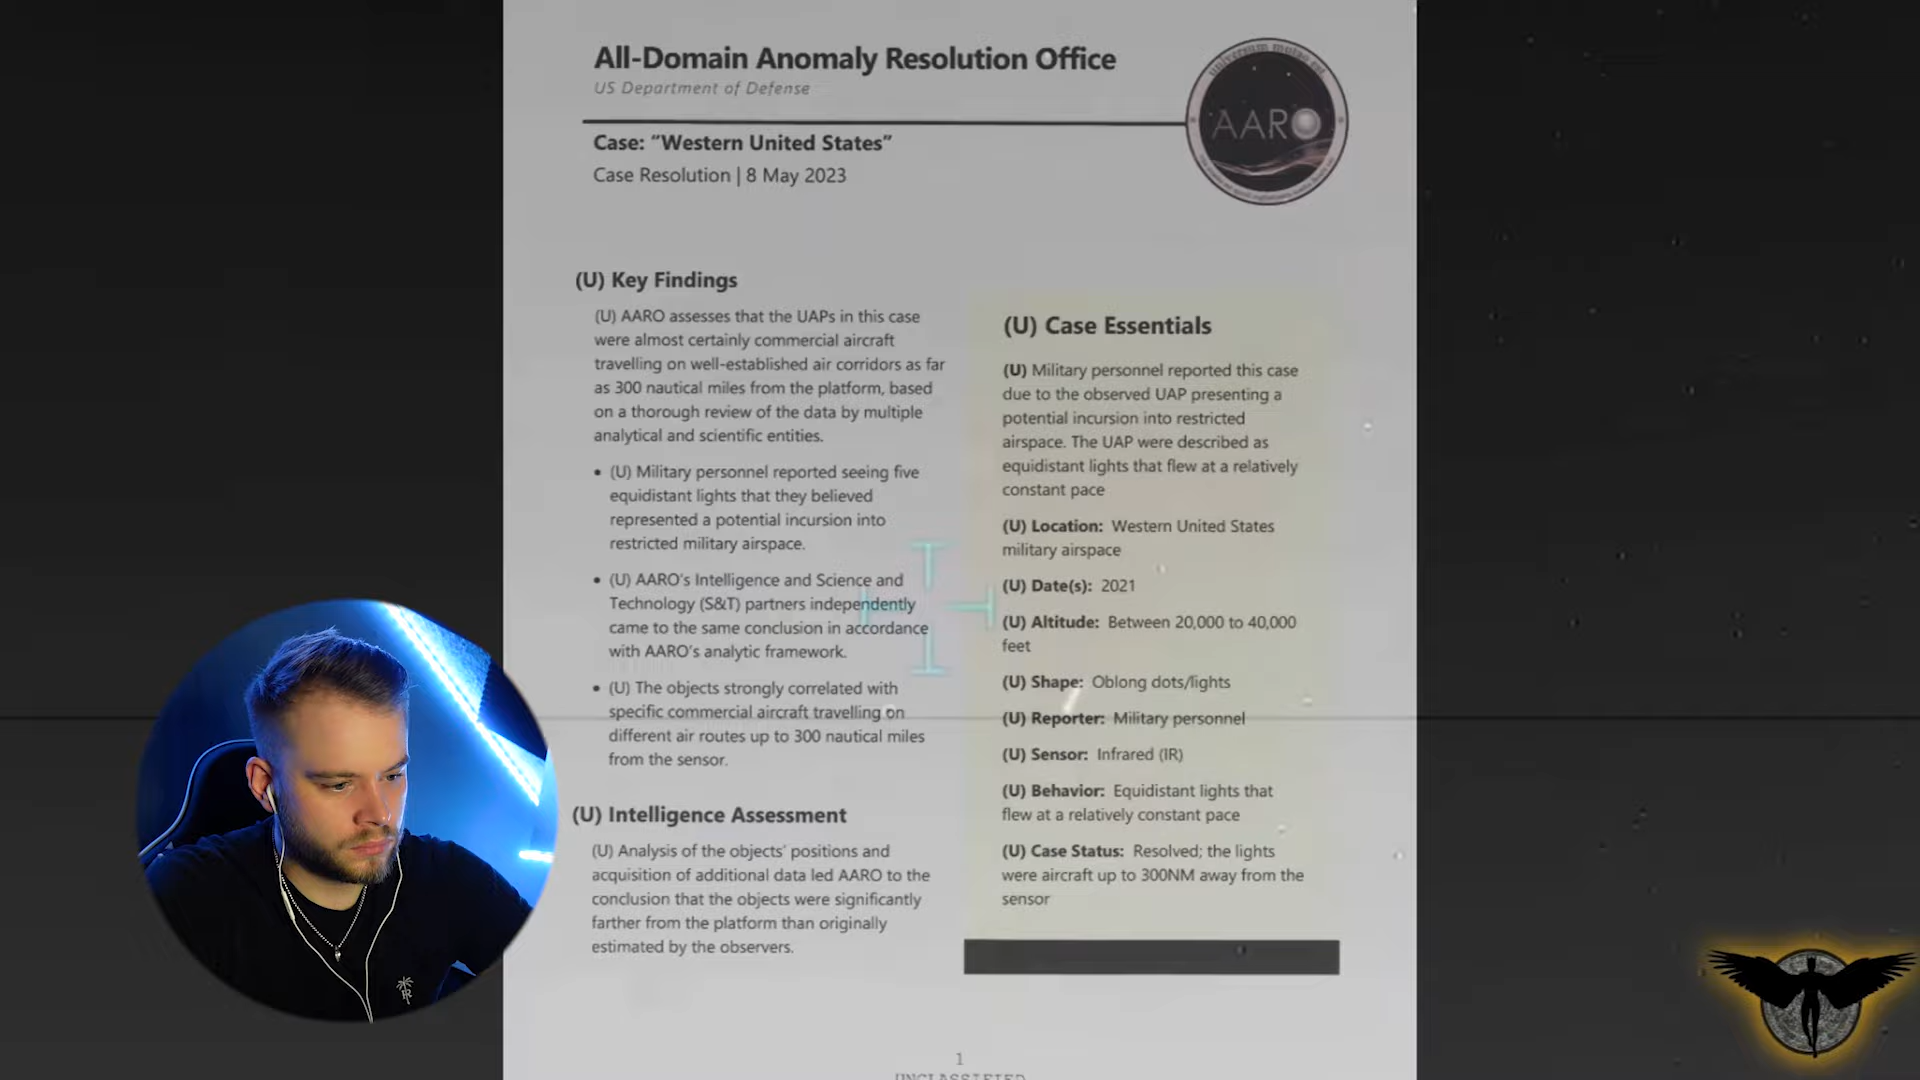 All-Domain Anomaly Resolution Office
US Department of Defense
AARO
Case: “Western United States”
Case Resolution | 8 May 2023
(U) Key Findings
(U) AARO assesses that the UAPs in this case
were almost certainly commercial aircraft
travelling on well-established air corridors as far
as 300 nautical miles from the platform, based
on a thorough review of the data by multiple
analytical and scientific entities.
• (U) Military personnel reported seeing five
equidistant lights that they believed
represented a potential incursion into
restricted military airspace.
• (U) AARO's Intelligence and Science and
Technology (S&T) partners independently
came to the same conclusion in accordance
with AARO's analytic framework.
• (U) The objects strongly correlated with
specific commercial aircraft travelling on
different air routes up to 300 nautical miles
from the sensor.
(U) Intelligence Assessment
(U) Analysis of the objects' positions and
acquisition of additional data led AARO to the
conclusion that the objects were significantly
farther from the platform than originally
estimated by the observers.
(U) Case Essentials
(U) Military personnel reported this case
due to the observed UAP presenting a
potential incursion into restricted
airspace. The UAP were described as
equidistant lights that flew at a relatively
constant pace
(U) Location: Western United States
military airspace
(U) Date(s): 2021
(U) Altitude: Between 20,000 to 40,000
feet
(U) Shape: Oblong dots/lights
(U) Reporter: Military personnel
(U) Sensor: Infrared (IR)
(U) Behavior: Equidistant lights that
flew at a relatively constant pace
(U) Case Status: Resolved; the lights
were aircraft up to 300NM away from the
sensor
1
UNCLASSIFIED